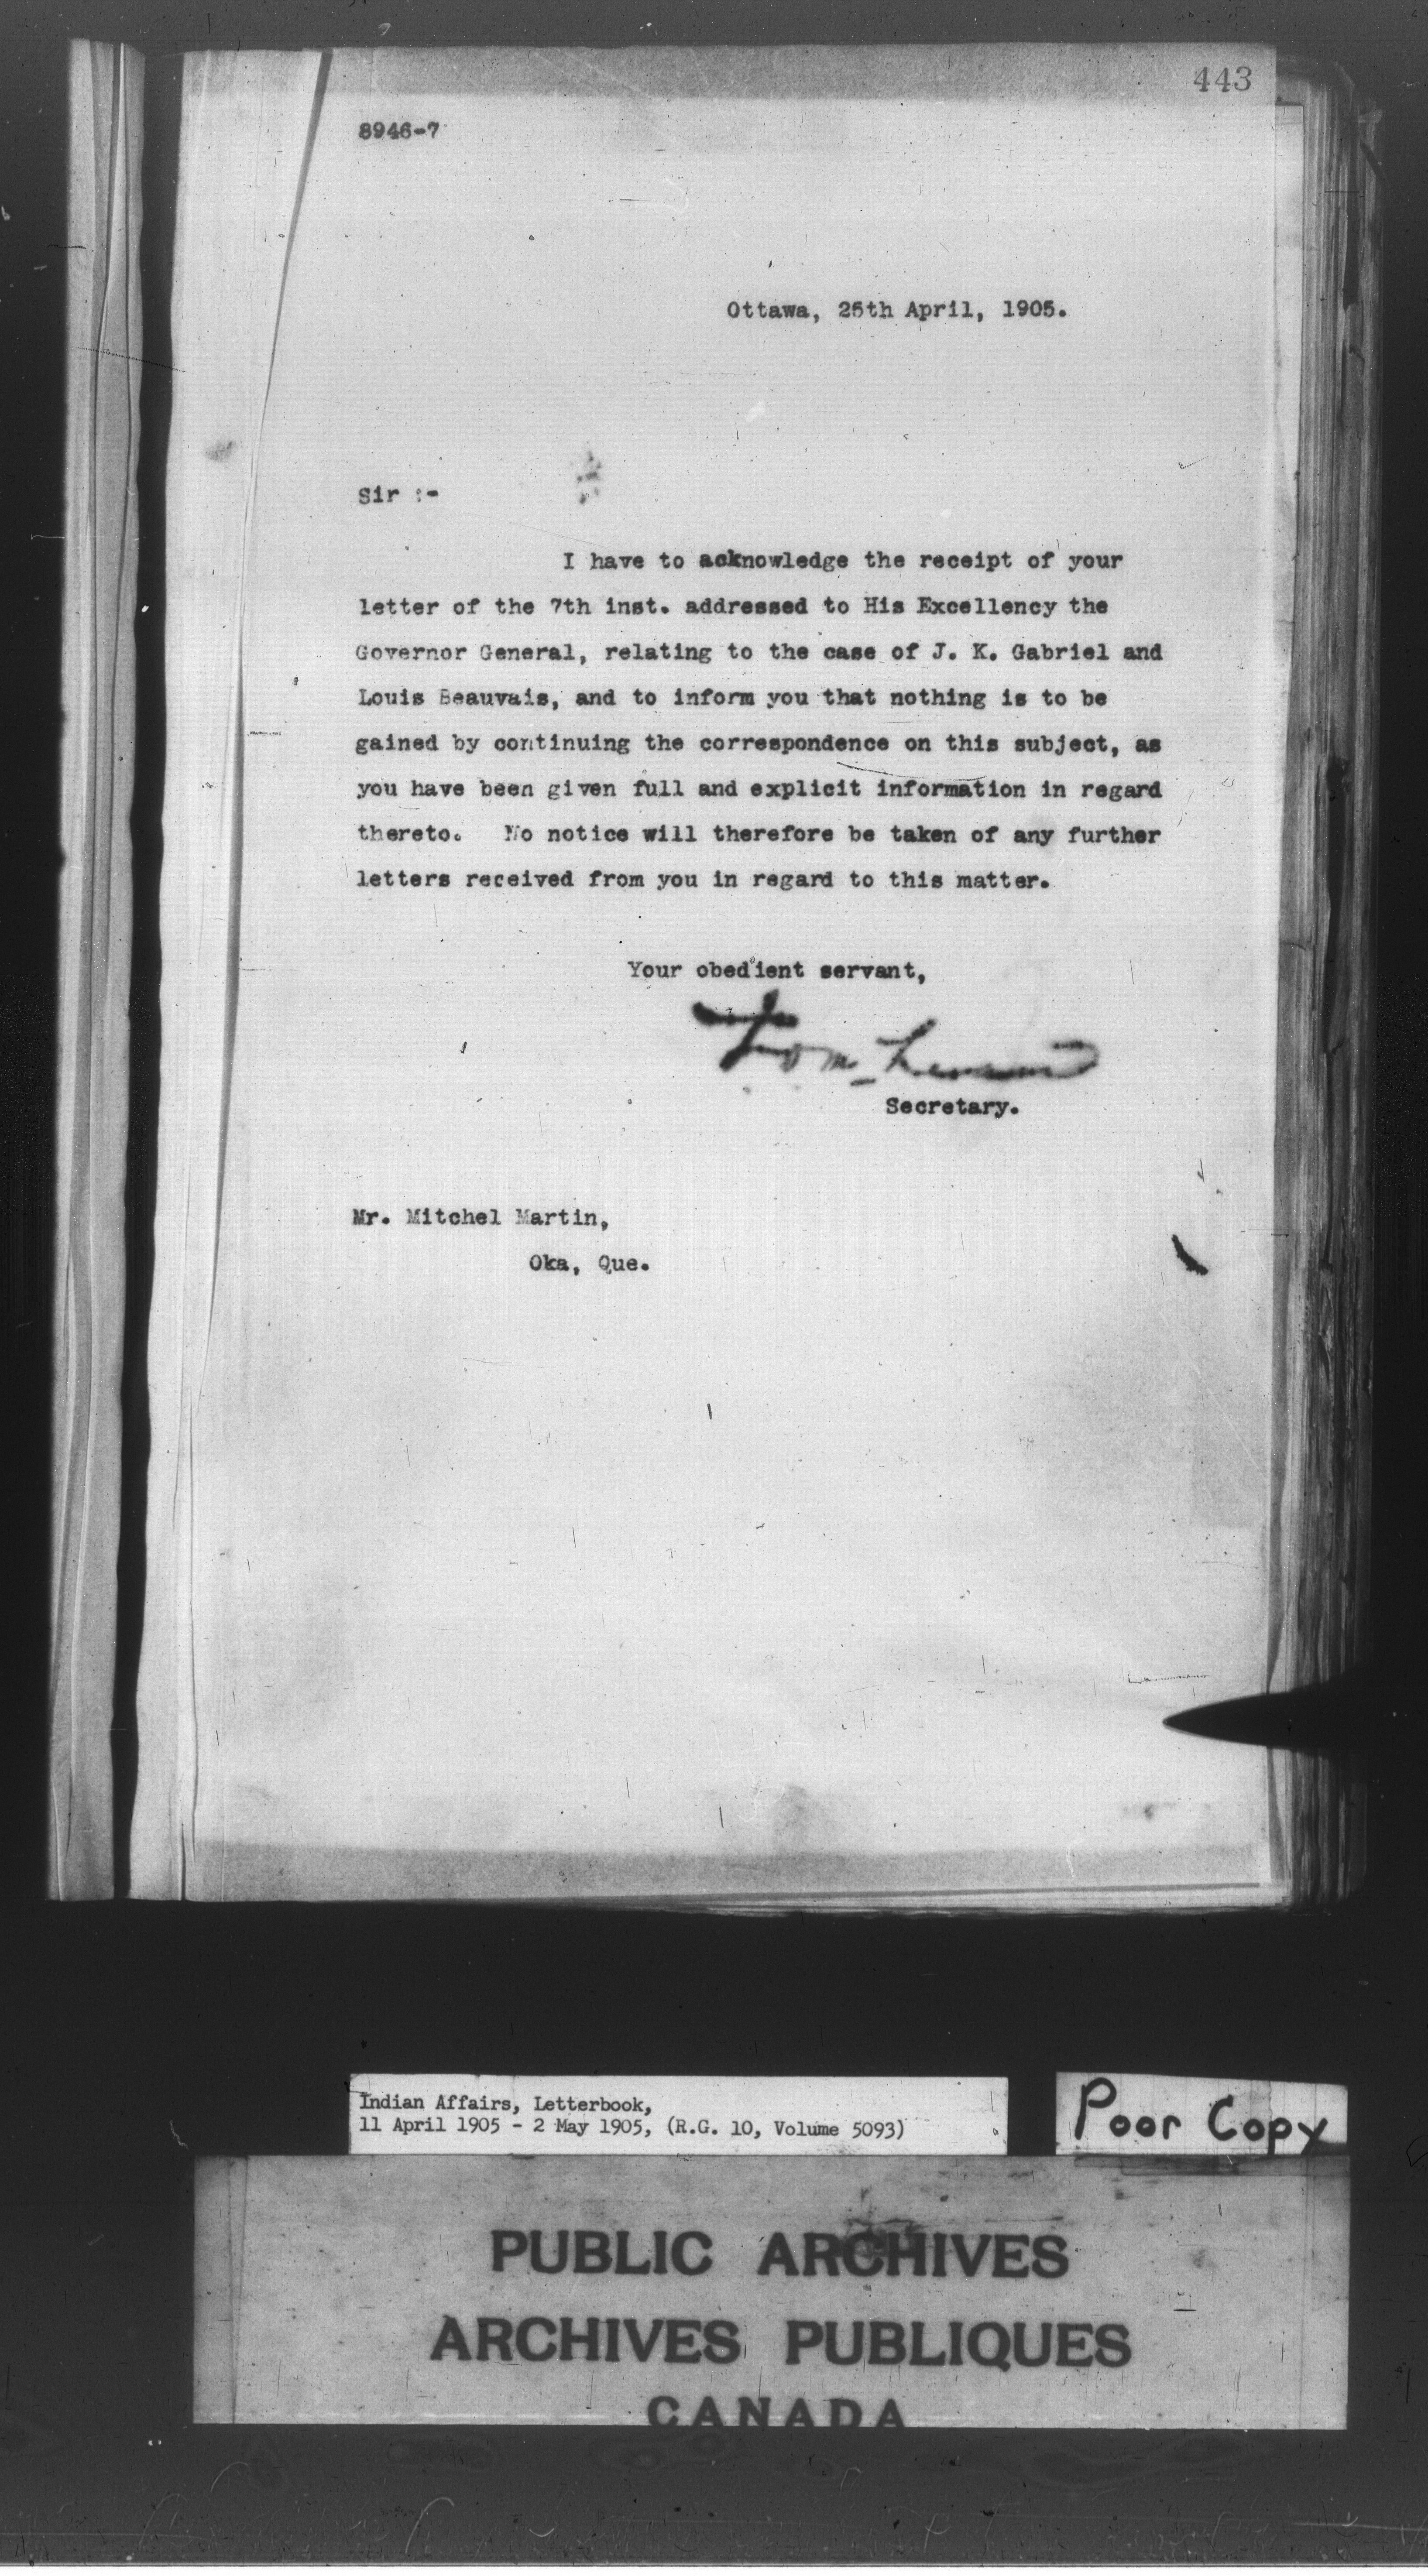 443
8946-7
Ottawa, 25th April, 1905.
Sir :-
I have to acknowledge the receipt of your
letter of the 7th inst. addressed to His Excellency the
Governor General, relating to the case of J. K. Gabriel and
Louis Beauvais, and to inform you that nothing is to be
gained by continuing the correspondence on this subject, as
you have been given full and explicit information in regard
thereto. No notice will therefore be taken of any further
letters received from you in regard to this matter.
Your obedient servant,
Secretary.
Mr. Mitchel Martin,
Oka, Que.
Indian Affairs, Letterbook,
11 April 1905 - 2 May 1905, (R.G. 10, Volume 5093)
Poor Copy
PUBLIC ARCHIVES
ARCHIVES PUBLIQUES
CANADA